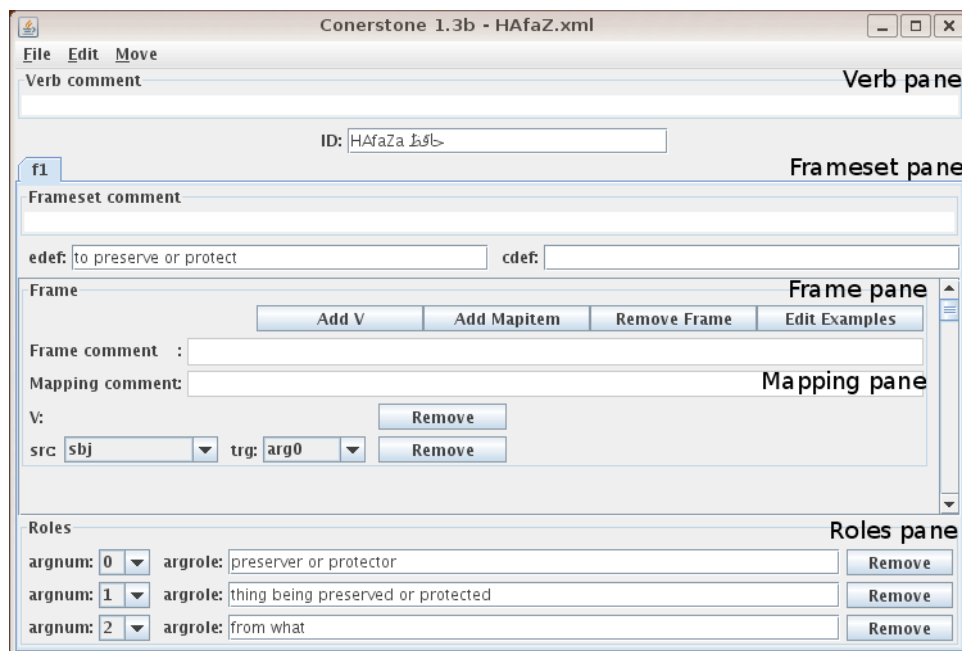 Conerstone 1.3b - HAfaZ.xml
File Edit Move
Verb comment Verb pane
ID: HAfaZa حافظ
f1 Frameset pane
Frameset comment
edef: to preserve or protect cdef:
Frame Frame pane
Add V Add Mapitem Remove Frame Edit Examples
Frame comment :
Mapping comment: Mapping pane
V: Remove
src: sbj trg: arg0 Remove
Roles Roles pane
argnum: 0 argrole: preserver or protector Remove
argnum: 1 argrole: thing being preserved or protected Remove
argnum: 2 argrole: from what Remove